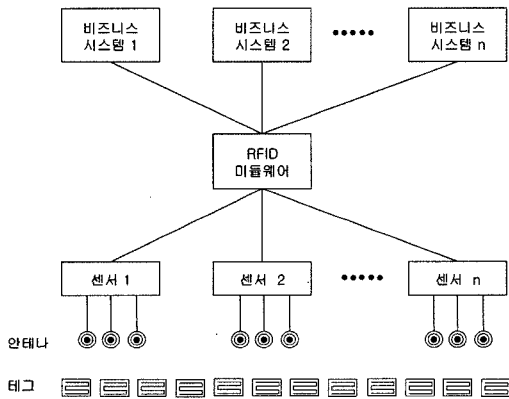 비즈니스
시스템 1
비즈니스
시스템 2
비즈니스
시스템 n
RFID
미들웨어
센서 1
센서 2
센서 n
안테나
태그